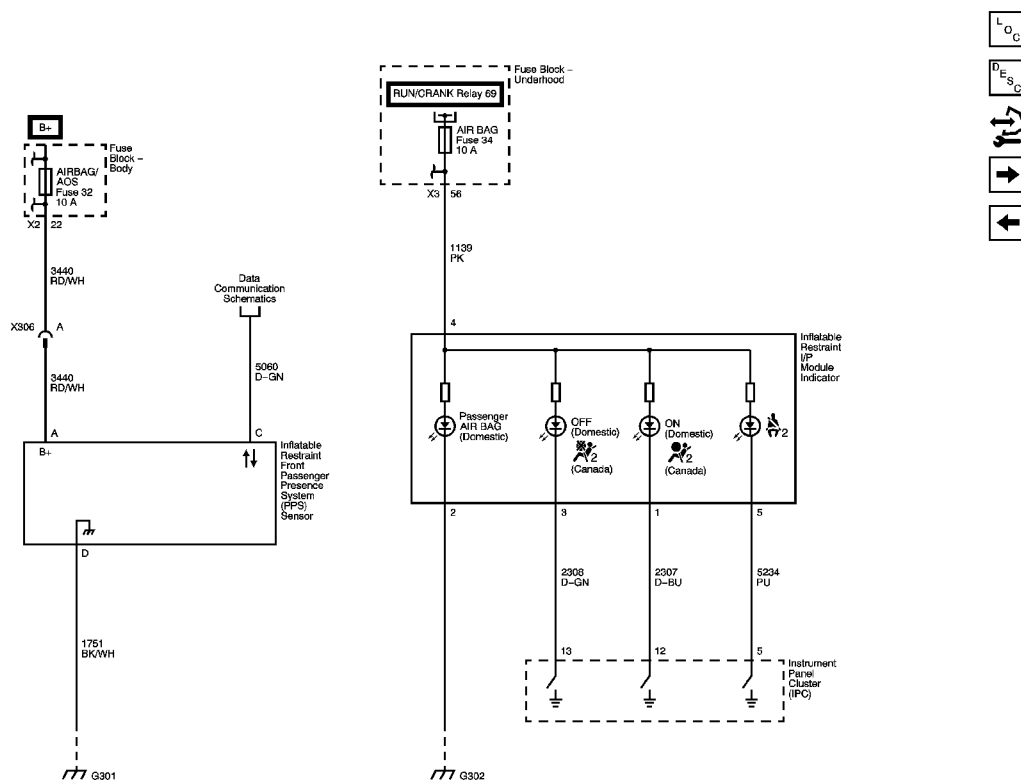 Fuse Block –
Underhood
RUN/CRANK Relay 69
AIR BAG
Fuse 34
10 A
X3 56
B+
Fuse
Block –
Body
AIRBAG/
AOS
Fuse 32
10 A
X2 22
3440
RD/WH
X306 A
3440
RD/WH
Data
Communication
Schematics
5060
D-GN
A
C
B+
Inflatable
Restraint
Front
Passenger
Presence
System
(PPS)
Sensor
D
1751
BK/WH
G301
1139
PK
4
Inflatable
Restraint
I/P
Module
Indicator
Passenger
AIR BAG
(Domestic)
OFF
(Domestic)
2
(Canada)
ON
(Domestic)
2
(Canada)
2
2
3
1
5
2308
D-GN
2307
D-BU
5234
PU
13
12
5
Instrument
Panel
Cluster
(IPC)
G302
LOC
DESC